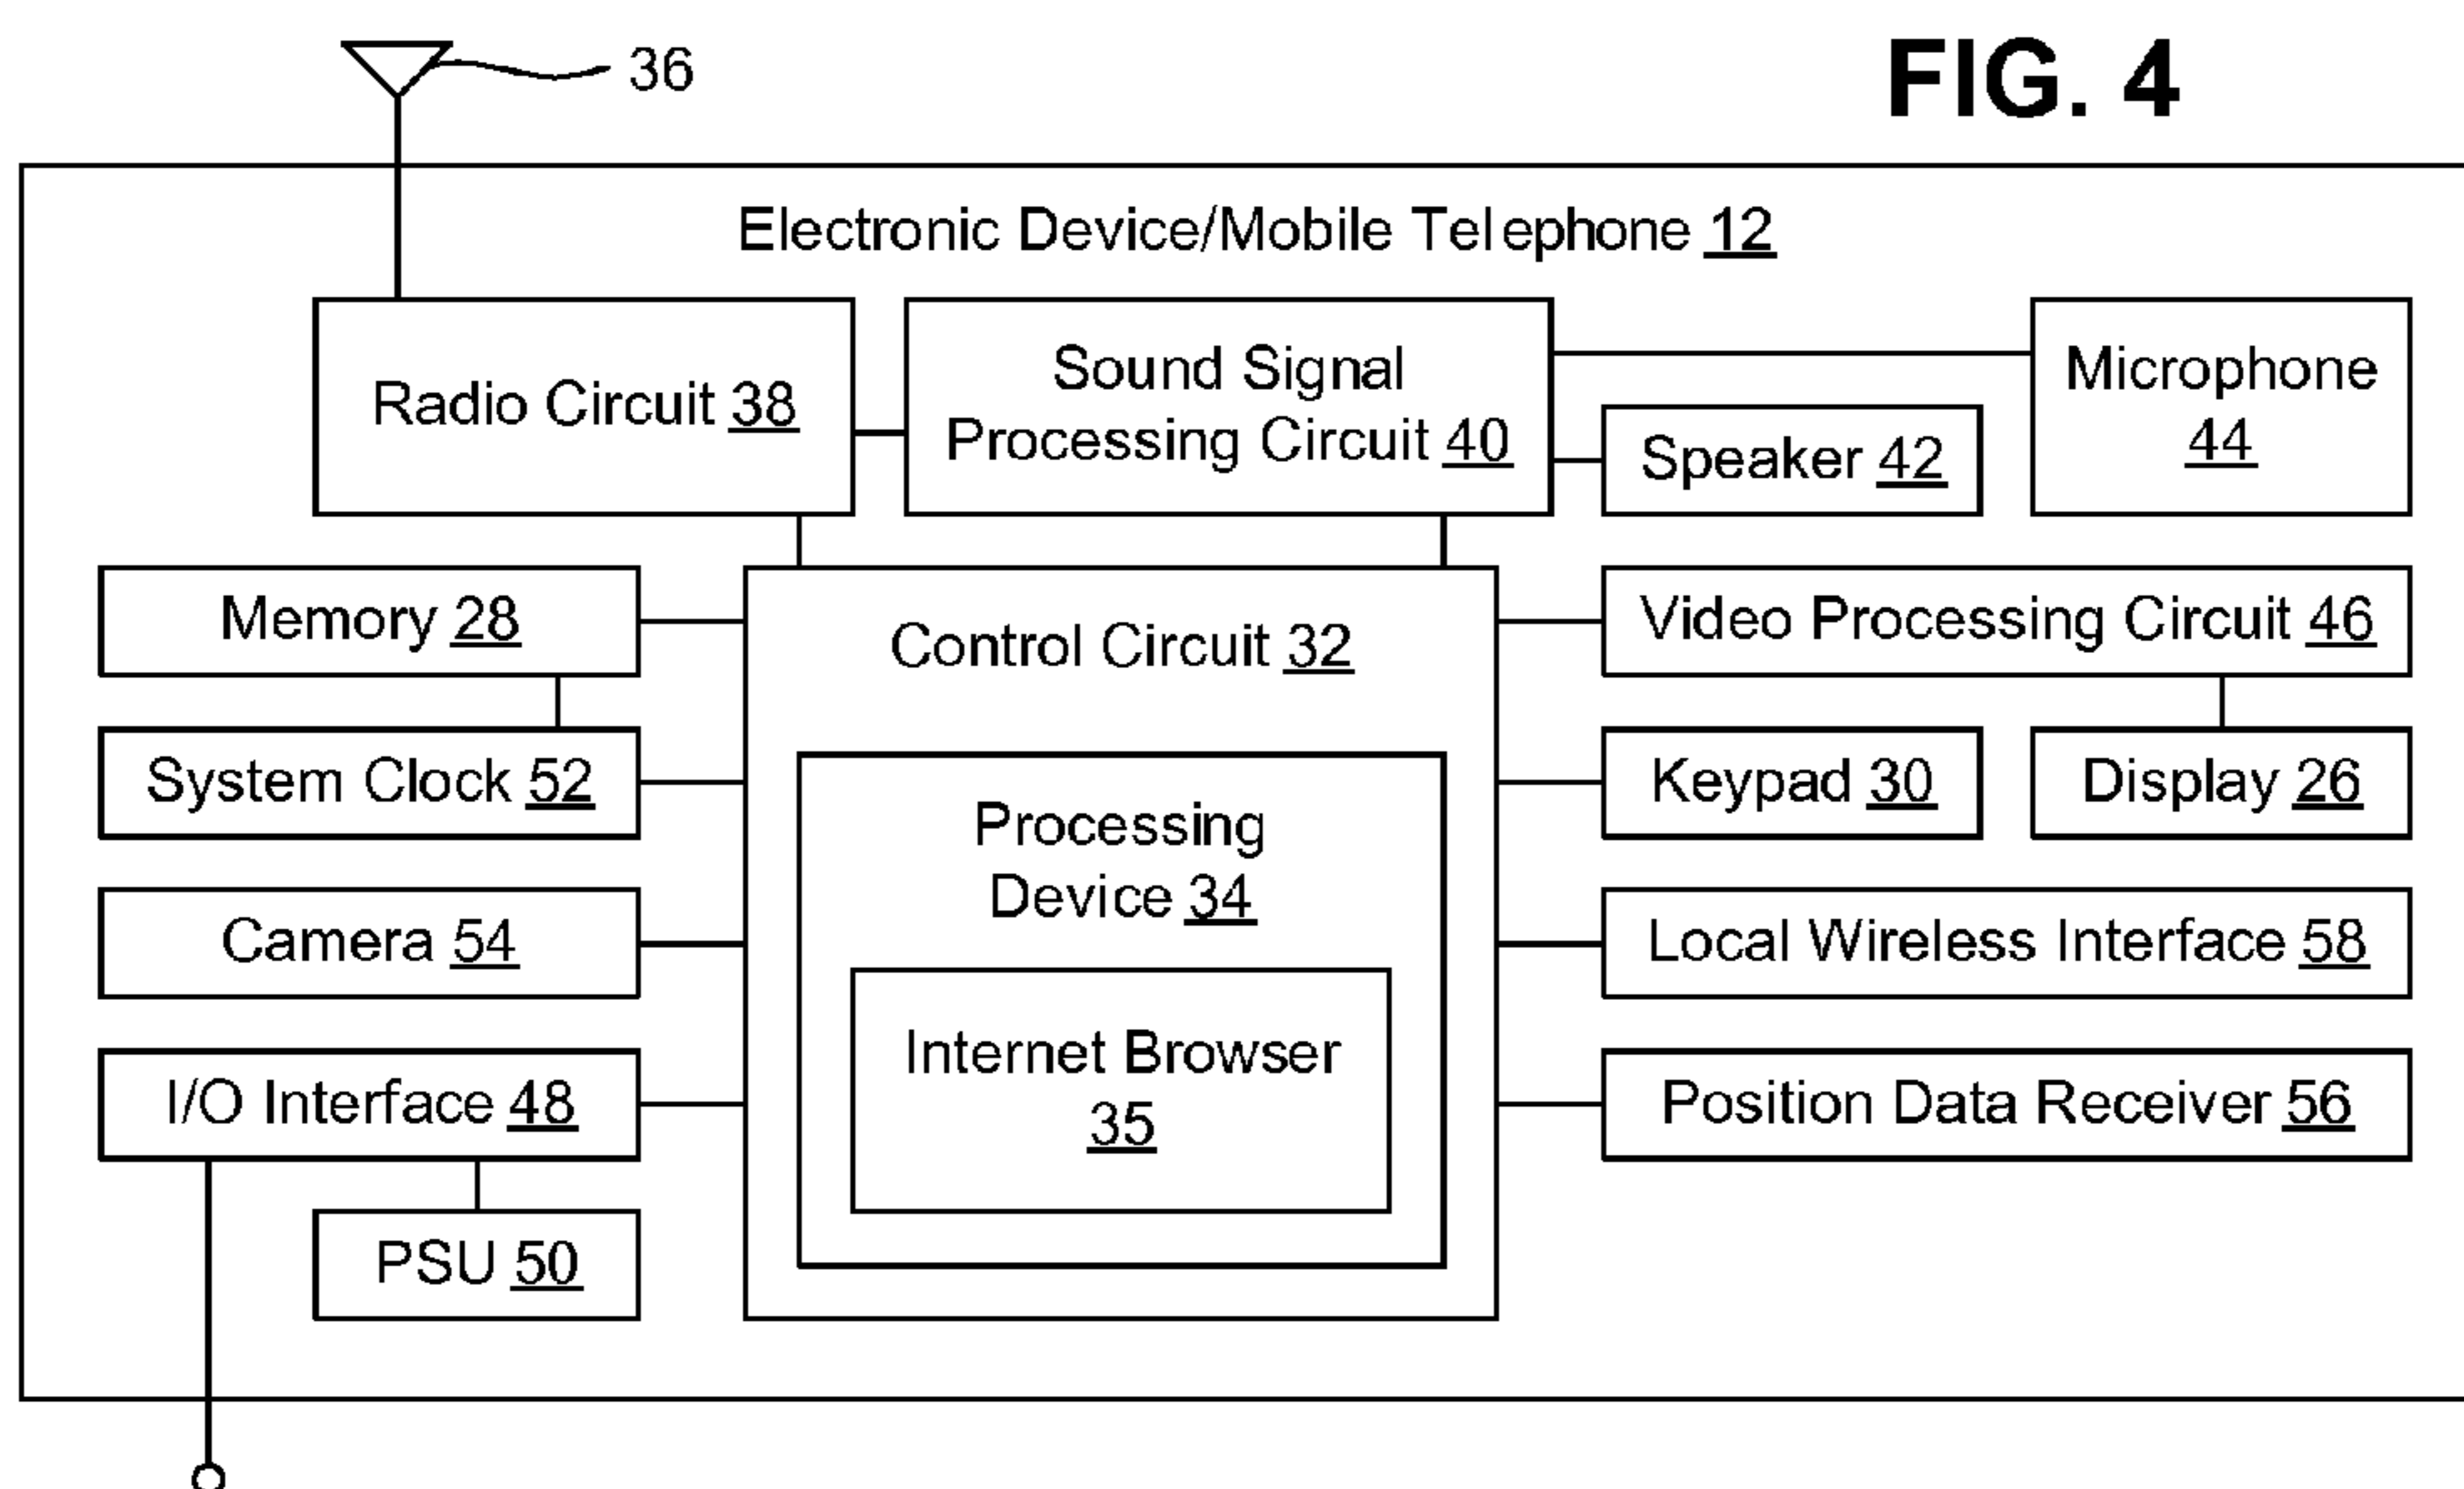 36
FIG. 4
Electronic Device/Mobile Telephone 12
Radio Circuit 38
Sound Signal
Processing Circuit 40
Microphone
44
Speaker 42
Memory 28
Control Circuit 32
Video Processing Circuit 46
System Clock 52
Keypad 30
Display 26
Processing
Device 34
Camera 54
Local Wireless Interface 58
Internet Browser
35
I/O Interface 48
Position Data Receiver 56
PSU 50